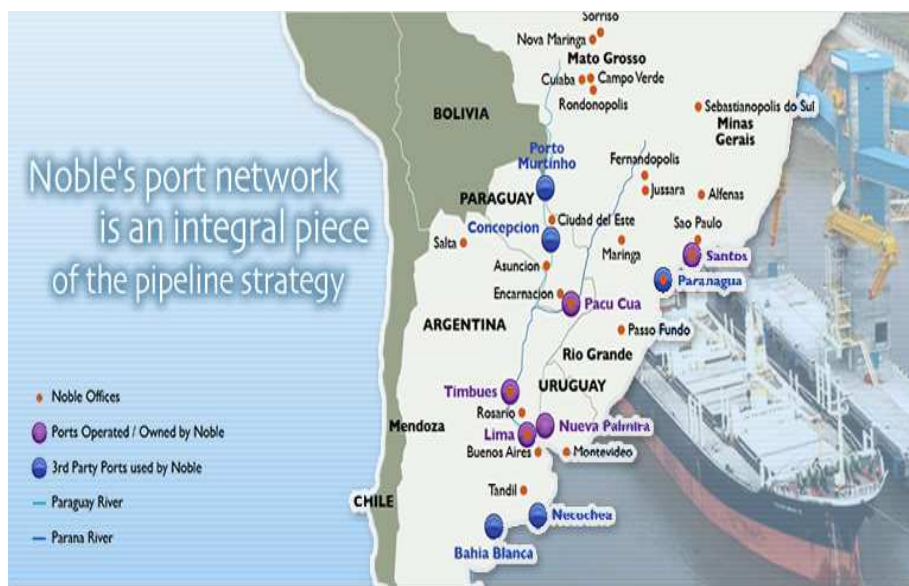 Noble's port network
is an integral piece
of the pipeline strategy
Noble Offices
Ports Operated / Owned by Noble
3rd Party Ports used by Noble
Paraguay River
Parana River
Sorriso
Nova Maringa
Mato Grosso
Cuiaba
Campo Verde
Rondonopolis
Sebastianopolis do Sul
Minas
Gerais
BOLIVIA
Porto
Murtinho
Fernandopolis
Jussara
Alfenas
PARAGUAY
Ciudad del Este
Sao Paulo
Concepcion
Salta
Maringa
Santos
Asuncion
Paranagua
Encarnacion
Pacu Cua
ARGENTINA
Passo Fundo
Rio Grande
URUGUAY
Timbues
Rosario
Mendoza
Lima
Nueva Palmira
Buenos Aires
Montevideo
Tandil
CHILE
Necochea
Bahia Blanca